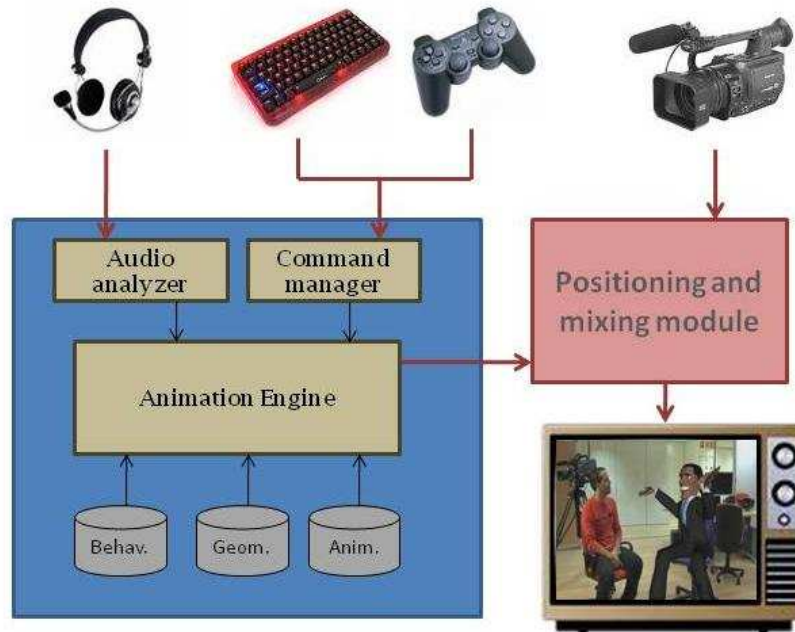 Audio
analyzer
Command
manager
Positioning and
mixing module
Animation Engine
Behav.
Geom.
Anim.